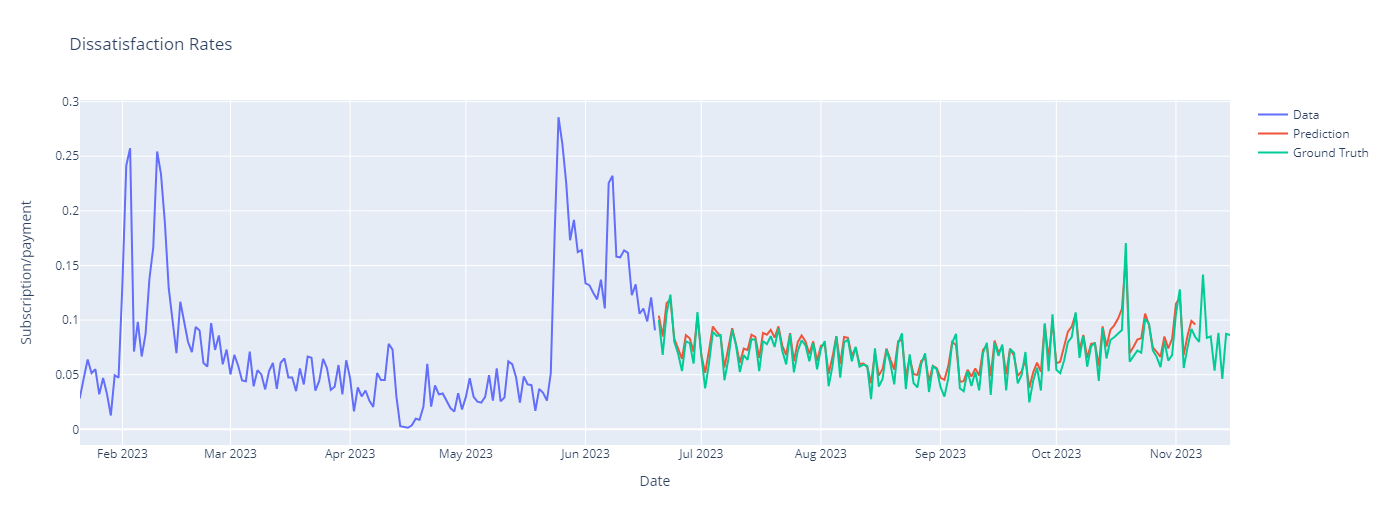 Dissatisfaction Rates
0.3
0.25
0.2
0.15
0.1
0.05
0
Subscription/payment
Feb 2023
Mar 2023
Apr 2023
May 2023
Jun 2023
Jul 2023
Aug 2023
Sep 2023
Oct 2023
Nov 2023
Date
Data
Prediction
Ground Truth